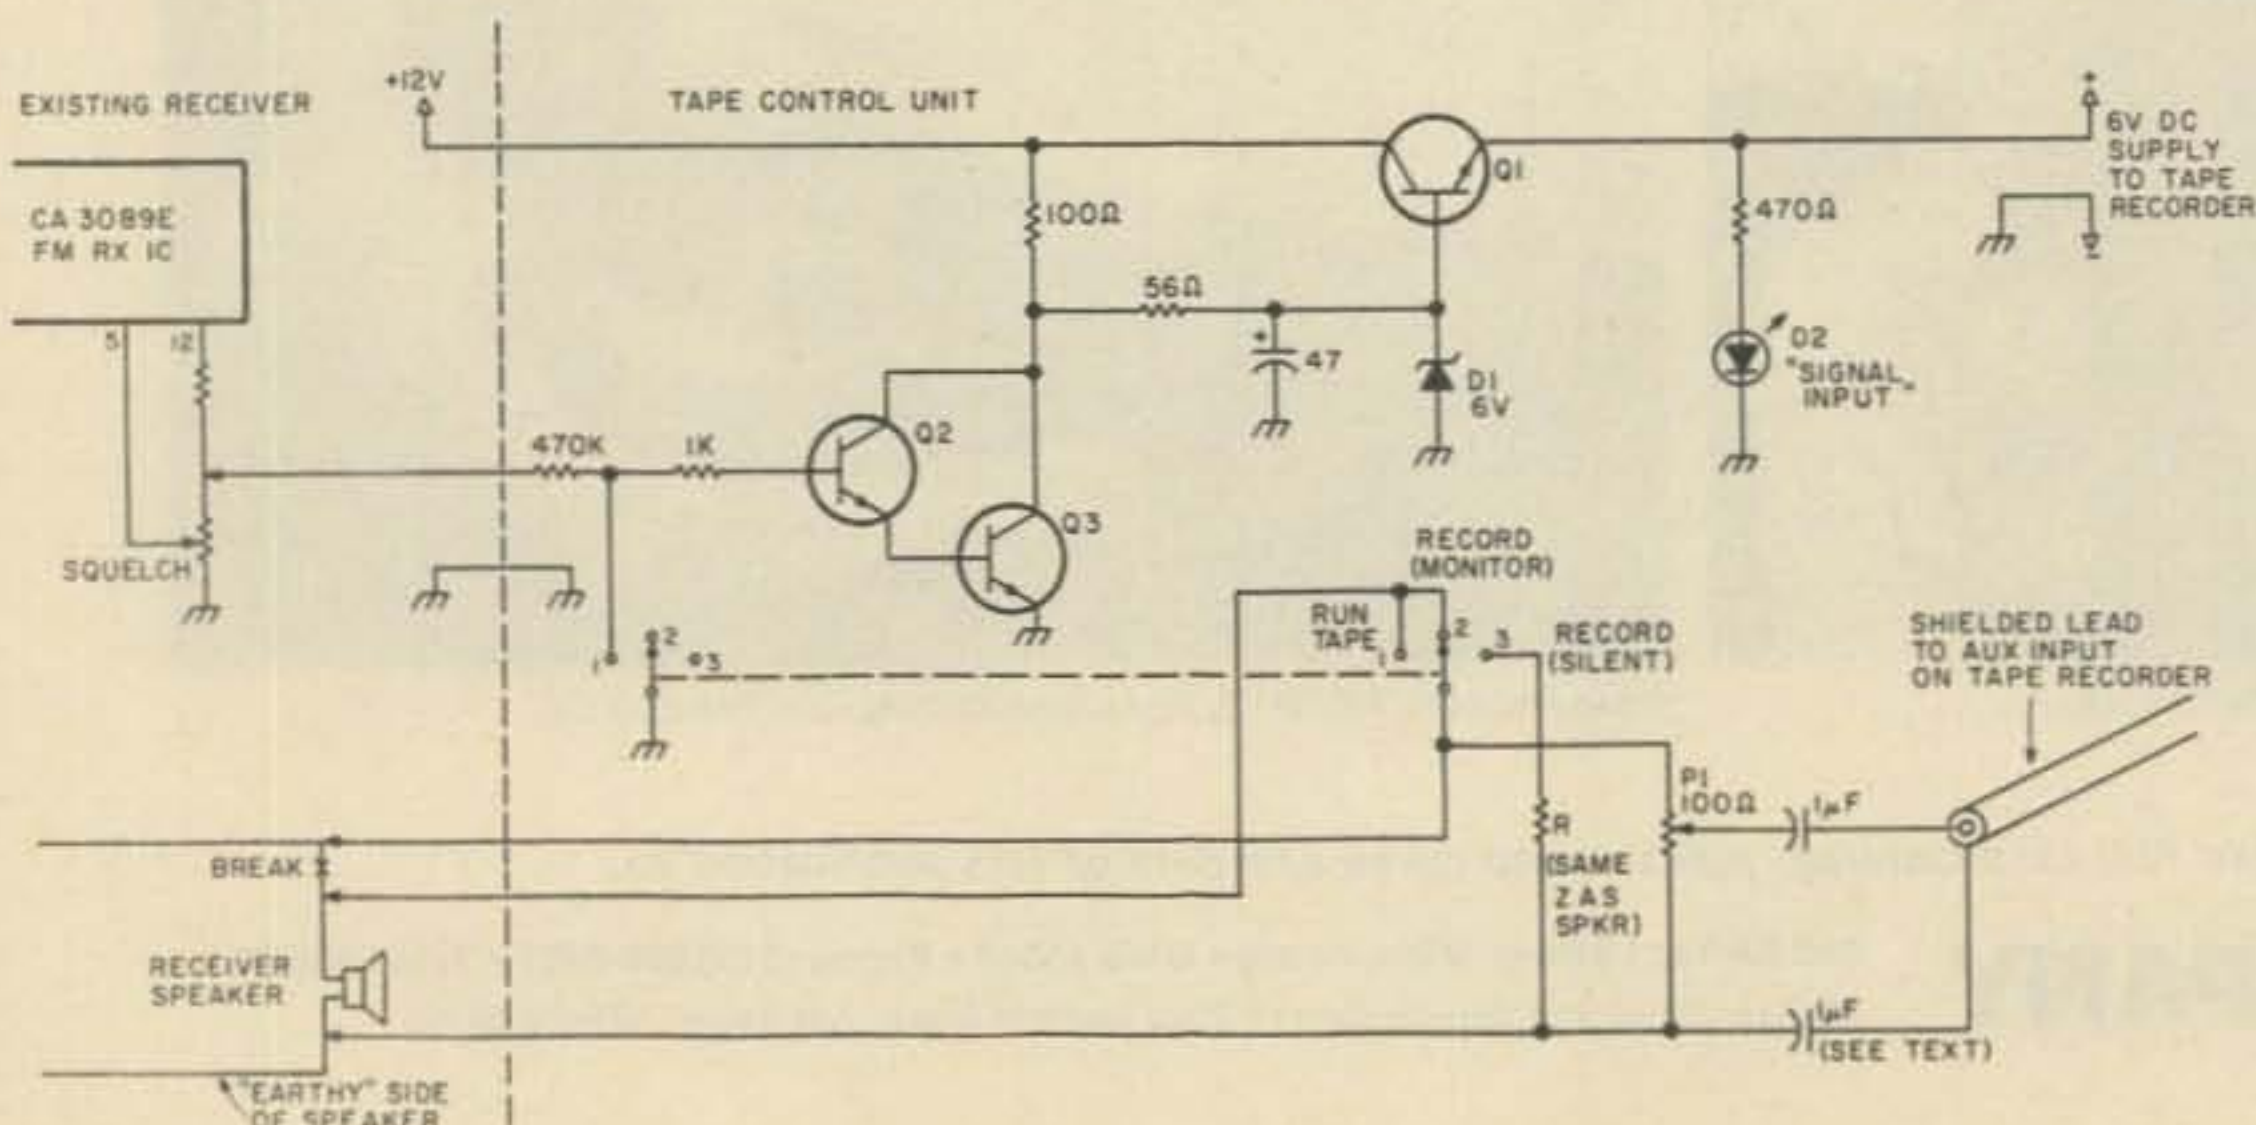 EXISTING RECEIVER
+12V
TAPE CONTROL UNIT
+
6V DC
SUPPLY
TO TAPE
RECORDER
-
CA 3089E
FM RX IC
5
12
100Ω
Q1
470Ω
56Ω
+
47
D1
6V
D2
"SIGNAL"
INPUT
470K
1K
Q2
Q3
SQUELCH
1
2
3
RECORD
(MONITOR)
RUN
TAPE
1
2
3
RECORD
(SILENT)
SHIELDED LEAD
TO AUX INPUT
ON TAPE RECORDER
P1
100Ω
1µF
R
(SAME
Z AS
SPKR)
BREAK
RECEIVER
SPEAKER
1µF
(SEE TEXT)
"EARTHY" SIDE
OF SPEAKER